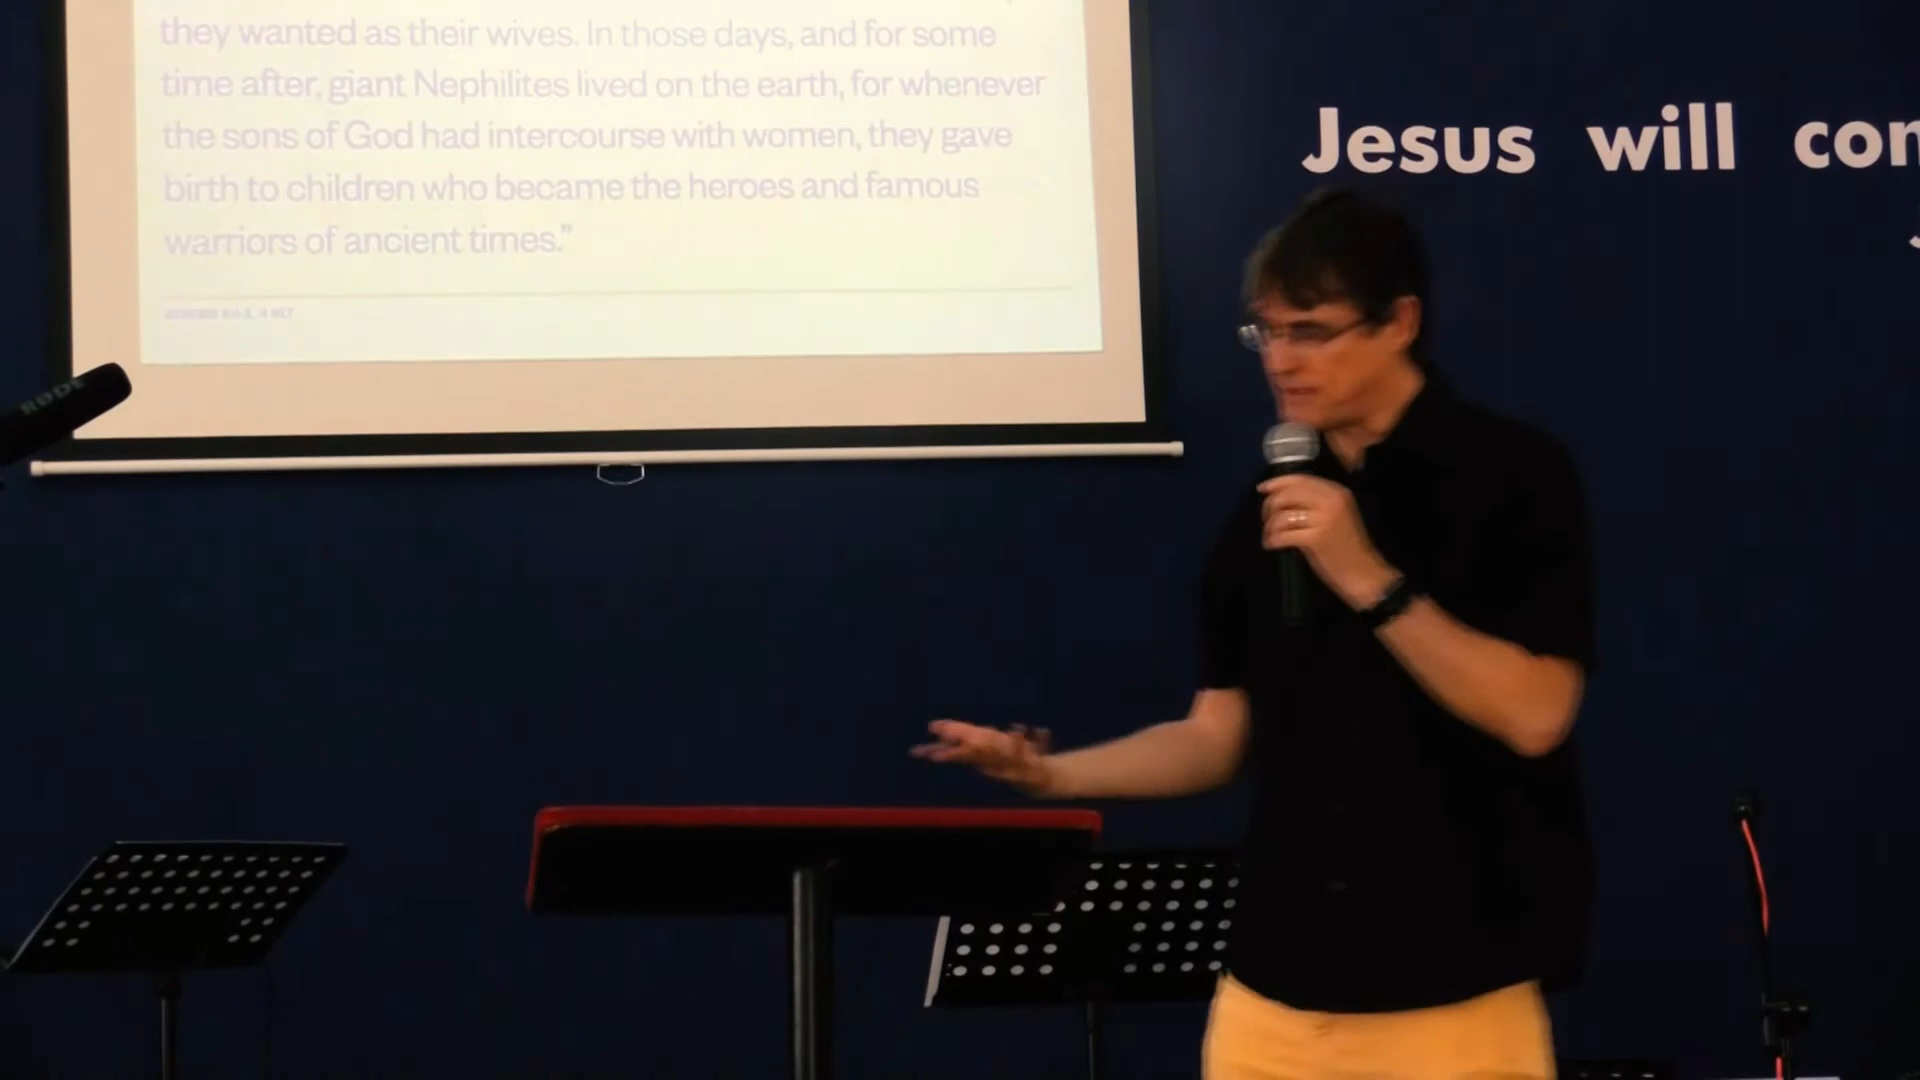 they wanted as their wives. In those days, and for some
time after, giant Nephilites lived on the earth, for whenever
the sons of God had intercourse with women, they gave
birth to children who became the heroes and famous
warriors of ancient times.”
NLT
Jesus will
RØDE